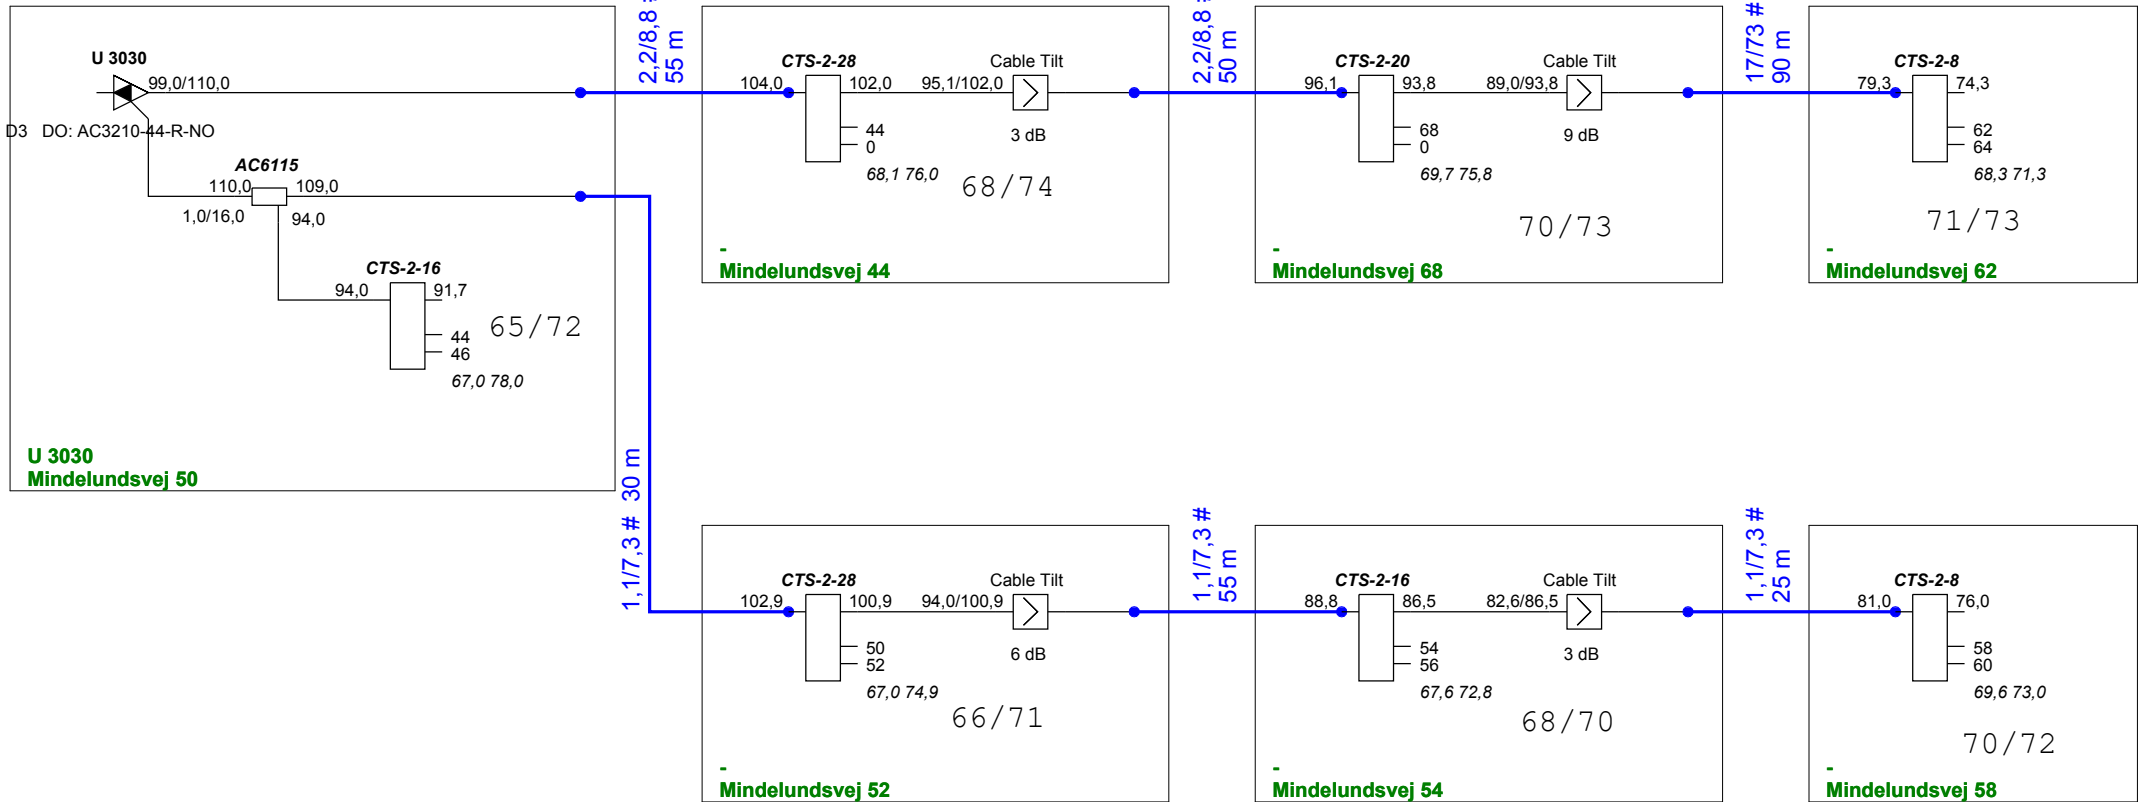 U 3030
99,0/110,0
D3 DO: AC3210-44-R-NO
AC6115
110,0 109,0
1,0/16,0 94,0
CTS-2-16
94,0 91,7
44
46
67,0 78,0
65/72
U 3030
Mindelundsvej 50
2,2/8,8
55 m
CTS-2-28 Cable Tilt
104,0 102,0 95,1/102,0
44
0
3 dB
68,1 76,0
68/74
-
Mindelundsvej 44
2,2/8,8
50 m
CTS-2-20 Cable Tilt
96,1 93,8 89,0/93,8
68
0
9 dB
69,7 75,8
70/73
-
Mindelundsvej 68
17/73 #
90 m
CTS-2-8
79,3 74,3
62
64
68,3 71,3
71/73
-
Mindelundsvej 62
1,1/7,3 # 30 m
CTS-2-28 Cable Tilt
102,9 100,9 94,0/100,9
50
52
6 dB
67,0 74,9
66/71
-
Mindelundsvej 52
1,1/7,3 #
55 m
CTS-2-16 Cable Tilt
88,8 86,5 82,6/86,5
54
56
3 dB
67,6 72,8
68/70
-
Mindelundsvej 54
1,1/7,3 #
25 m
CTS-2-8
81,0 76,0
58
60
69,6 73,0
70/72
-
Mindelundsvej 58